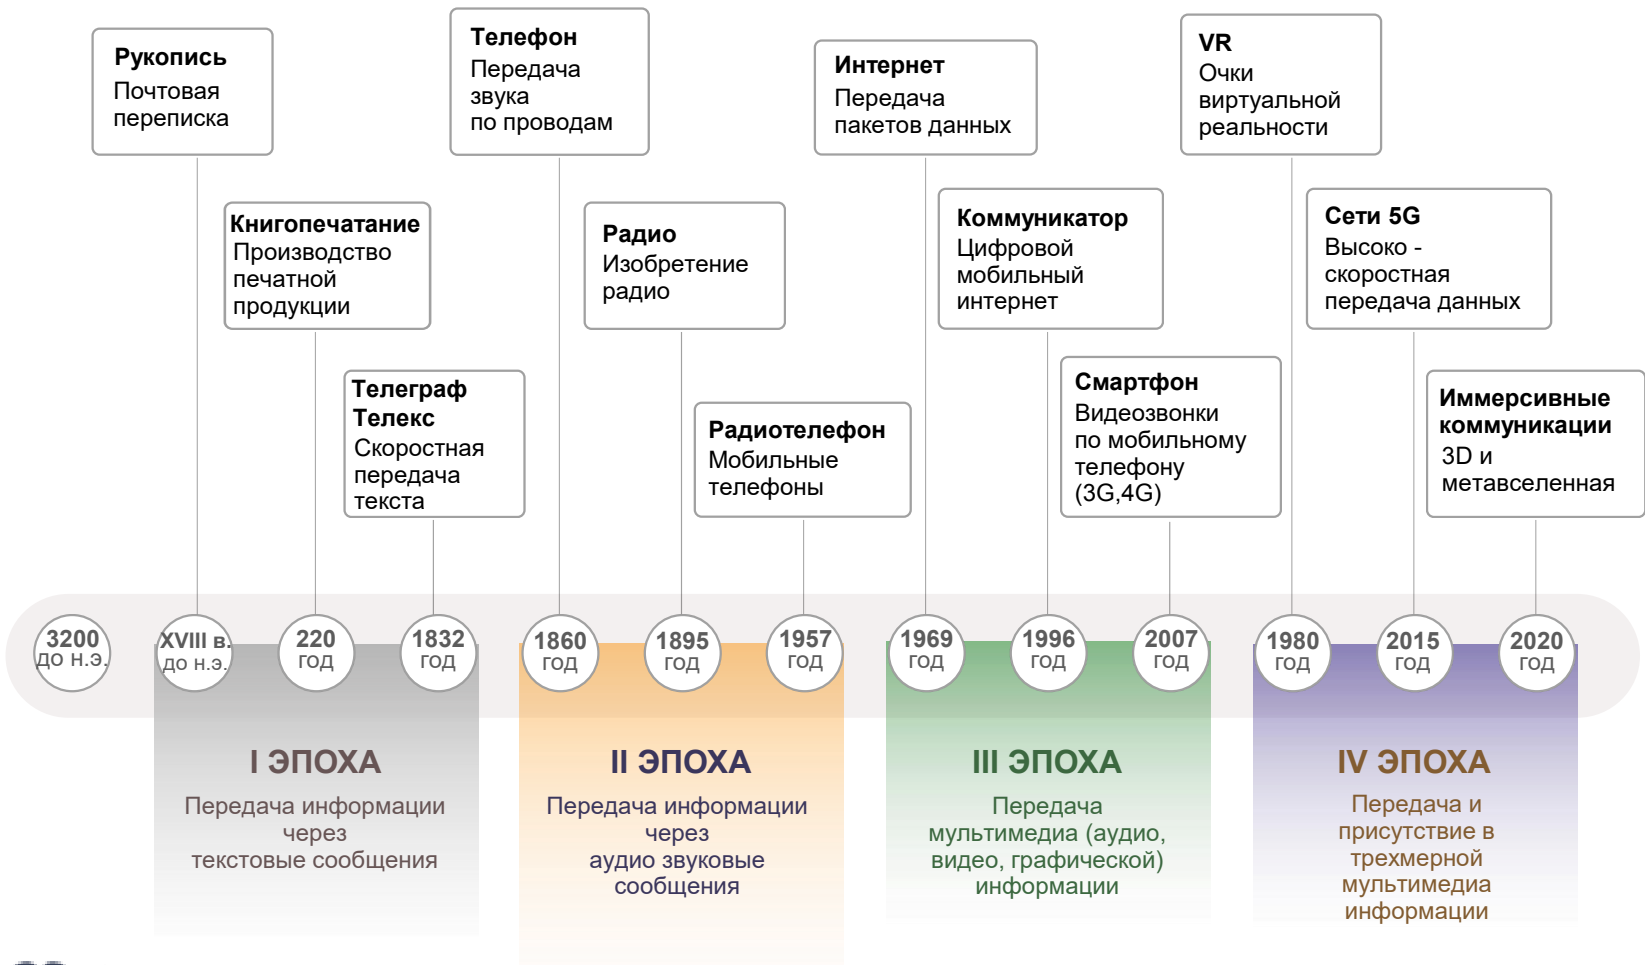 Рукопись
Почтовая
переписка
Книгопечатание
Производство
печатной
продукции
Телеграф
Телекс
Скоростная
передача
текста
Телефон
Передача
звука
по проводам
Радио
Изобретение
радио
Радиотелефон
Мобильные
телефоны
Интернет
Передача
пакетов данных
Коммуникатор
Цифровой
мобильный
интернет
Смартфон
Видеозвонки
по мобильному
телефону
(3G,4G)
VR
Очки
виртуальной
реальности
Сети 5G
Высоко -
скоростная
передача данных
Иммерсивные
коммуникации
3D и
метавселенная
3200
ДО Н.Э.
XVIII в.
ДО Н.Э.
220
ГОД
1832
ГОД
1860
ГОД
1895
ГОД
1957
ГОД
1969
ГОД
1996
ГОД
2007
ГОД
1980
ГОД
2015
ГОД
2020
ГОД
I ЭПОХА
Передача информации
через
текстовые сообщения
II ЭПОХА
Передача информации
через
аудио звуковые
сообщения
III ЭПОХА
Передача
мультимедиа (аудио,
видео, графической)
информации
IV ЭПОХА
Передача и
присутствие в
трехмерной
мультимедиа
информации